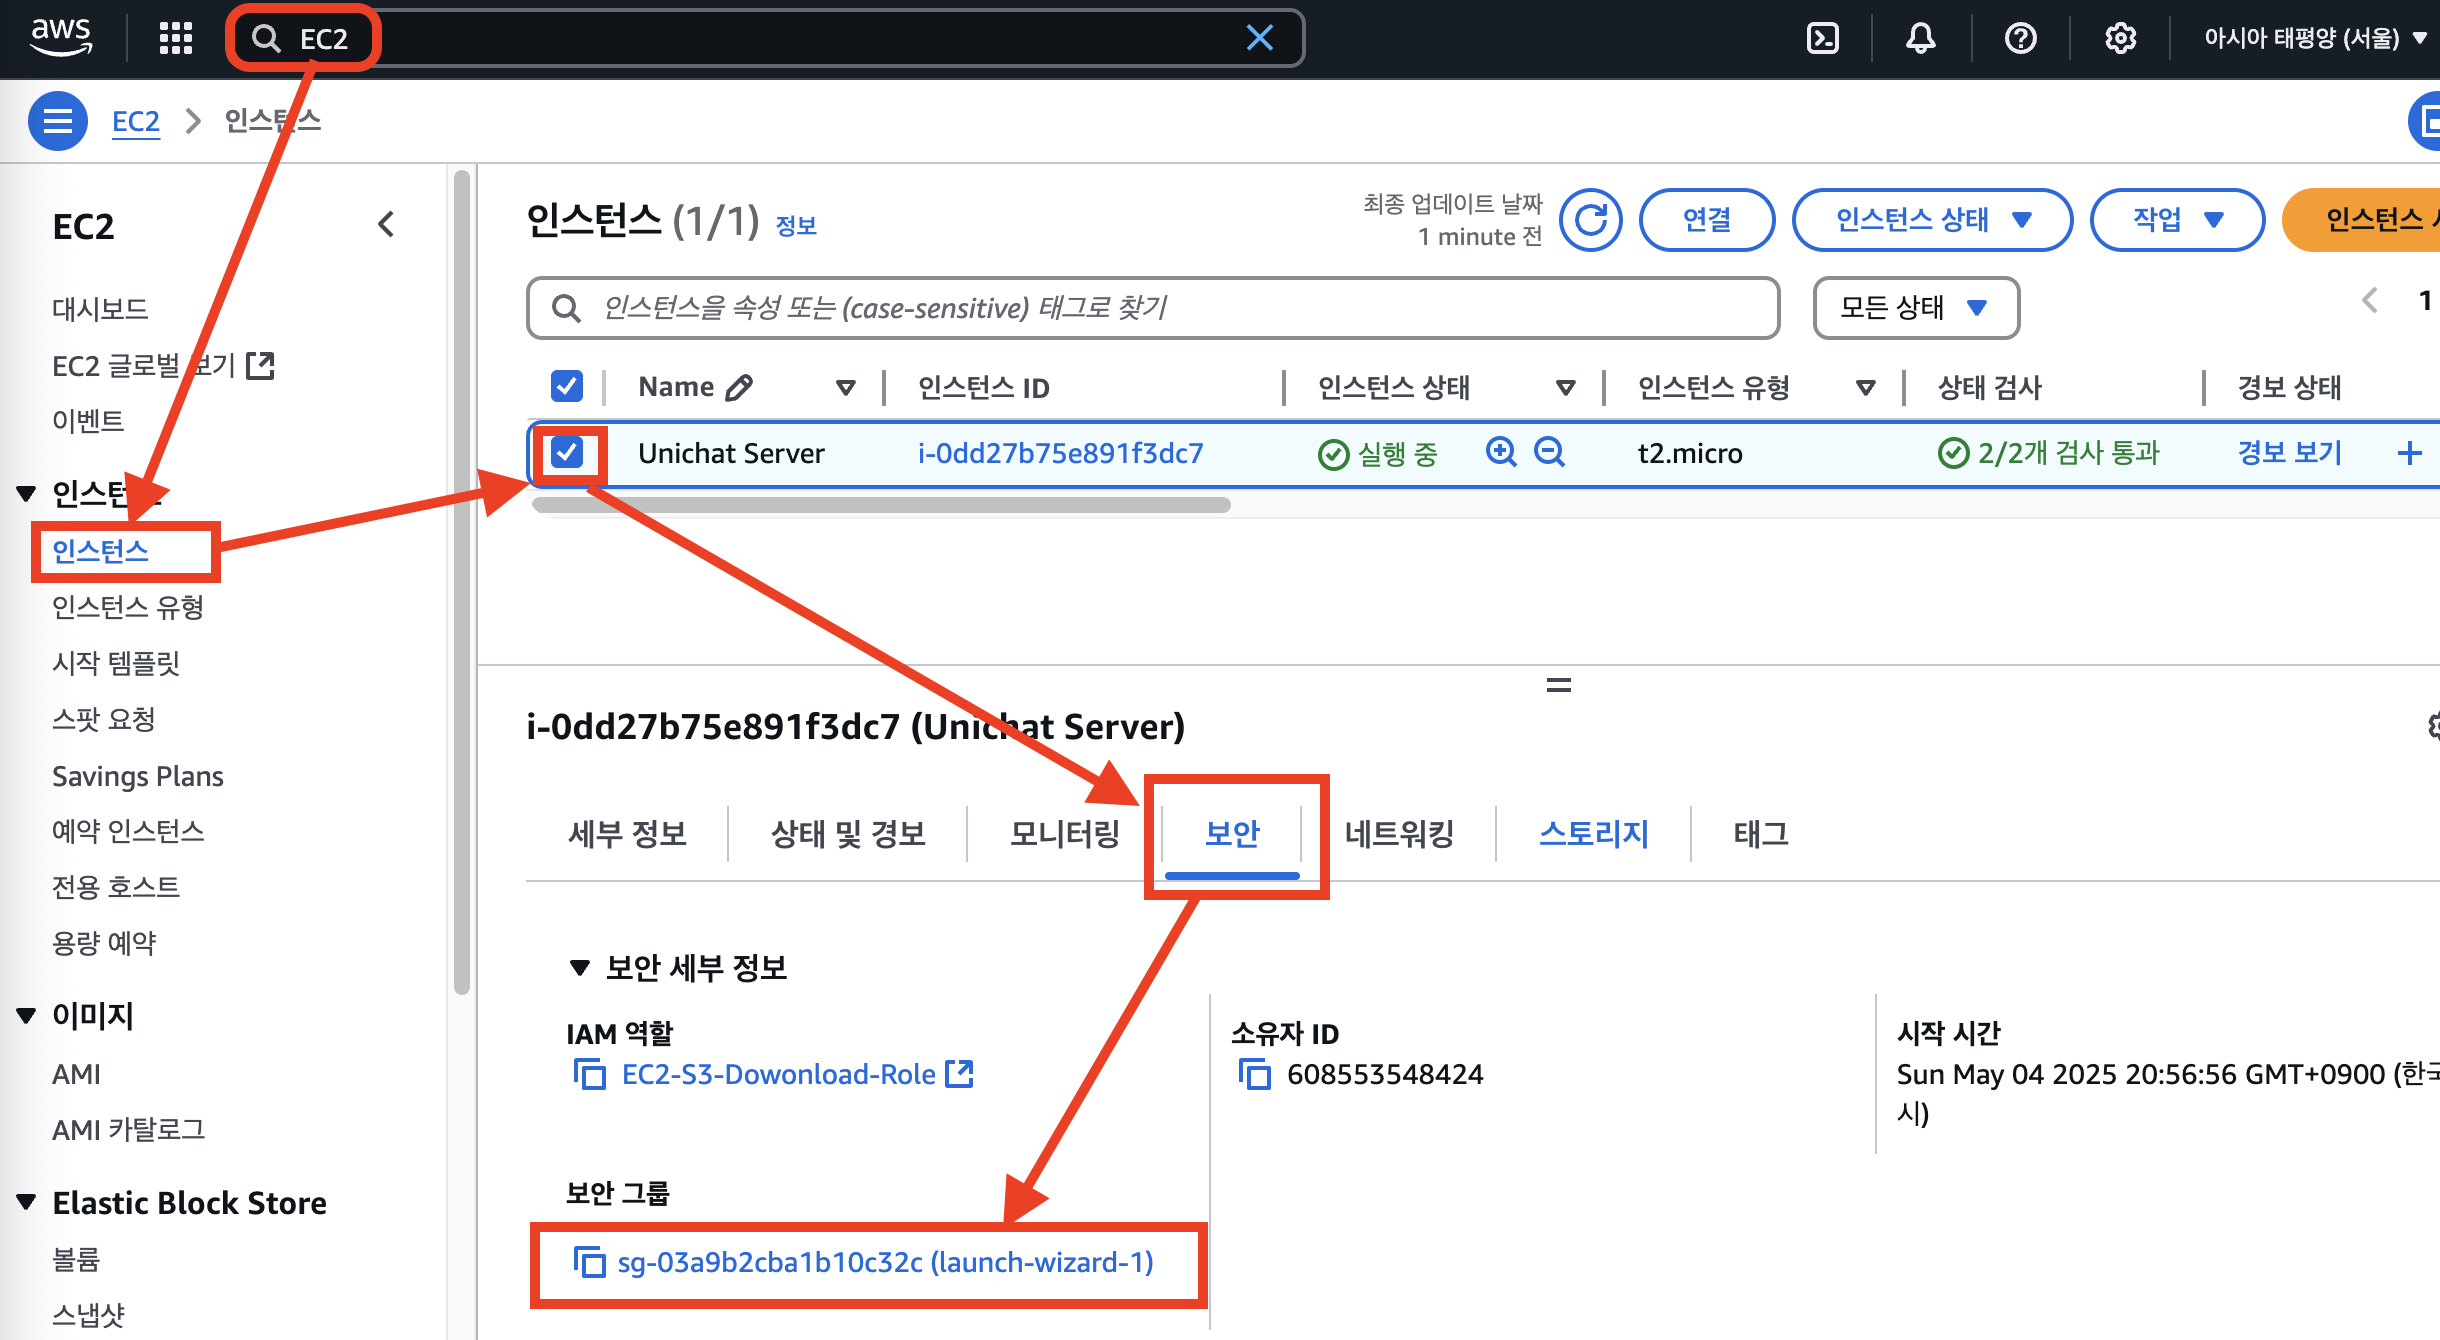 aws
EC2
아시아 태평양 (서울)
EC2
인스턴스
EC2
대시보드
EC2 글로벌 보기
이벤트
인스턴스
인스턴스
인스턴스 유형
시작 템플릿
스팟 요청
Savings Plans
예약 인스턴스
전용 호스트
용량 예약
이미지
AMI
AMI 카탈로그
Elastic Block Store
볼륨
스냅샷
인스턴스 (1/1) 정보
최종 업데이트 날짜
1 minute 전
연결
인스턴스 상태
작업
인스턴스
인스턴스을 속성 또는 (case-sensitive) 태그로 찾기
모든 상태
1
Name 인스턴스 ID 인스턴스 상태 인스턴스 유형 상태 검사 경보 상태
Unichat Server i-0dd27b75e891f3dc7 실행 중 t2.micro 2/2개 검사 통과 경보 보기 +
i-0dd27b75e891f3dc7 (Unichat Server)
세부 정보 상태 및 경보 모니터링 보안 네트워킹 스토리지 태그
보안 세부 정보
IAM 역할
EC2-S3-Dowonload-Role
소유자 ID
608553548424
시작 시간
Sun May 04 2025 20:56:56 GMT+0900 (한국
시)
보안 그룹
sg-03a9b2cba1b10c32c (launch-wizard-1)